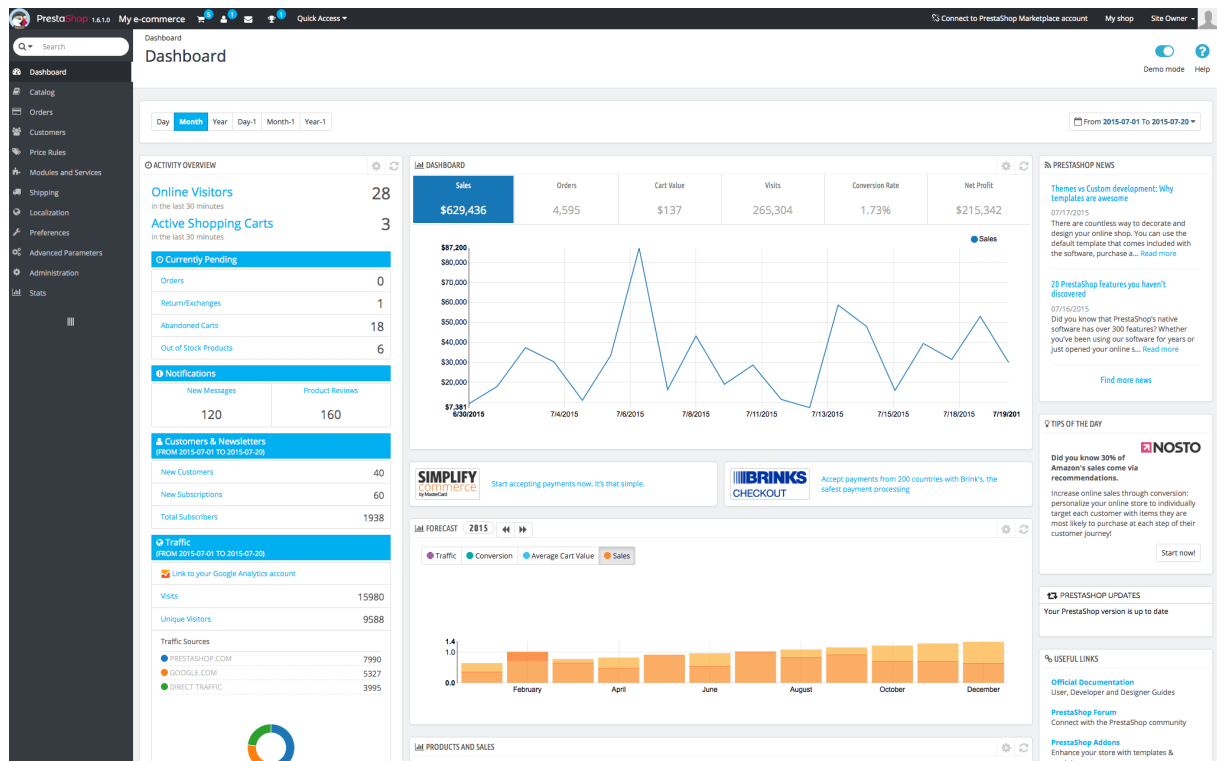 PrestaShop 1.6.1.0 My e-commerce 5 1 1 Quick Access
Connect to PrestaShop Marketplace account My shop Site Owner
Search
Dashboard
Catalog
Orders
Customers
Price Rules
Modules and Services
Shipping
Localization
Preferences
Advanced Parameters
Administration
Stats
Dashboard
Dashboard
Demo mode Help
Day Month Year Day-1 Month-1 Year-1
From 2015-07-01 To 2015-07-20
ACTIVITY OVERVIEW
Online Visitors 28
in the last 30 minutes
Active Shopping Carts 3
in the last 30 minutes
Currently Pending
Orders 0
Return/Exchanges 1
Abandoned Carts 18
Out of Stock Products 6
Notifications
New Messages Product Reviews
120 160
Customers & Newsletters
(FROM 2015-07-01 TO 2015-07-20)
New Customers 40
New Subscriptions 60
Total Subscribers 1938
Traffic
(FROM 2015-07-01 TO 2015-07-20)
Link to your Google Analytics account
Visits 15980
Unique Visitors 9588
Traffic Sources
PRESTASHOP.COM 7990
GOOGLE.COM 5327
DIRECT TRAFFIC 3995
DASHBOARD
Sales Orders Cart Value Visits Conversion Rate Net Profit
$629,436 4,595 $137 265,304 1.73% $215,342
Sales
$87,200
$80,000
$70,000
$60,000
$50,000
$40,000
$30,000
$20,000
$7,381
6/30/2015 7/4/2015 7/6/2015 7/8/2015 7/11/2015 7/13/2015 7/15/2015 7/18/2015 7/19/201
SIMPLIFY
commerce
by MasterCard
Start accepting payments now. It's that simple.
BRINKS
CHECKOUT
Accept payments from 200 countries with Brink's, the
safest payment processing
FORECAST 2015
Traffic Conversion Average Cart Value Sales
1.4
1.0
0.0
February April June August October December
PRODUCTS AND SALES
PRESTASHOP NEWS
Themes vs Custom development: Why
templates are awesome
07/17/2015
There are countless way to decorate and
design your online shop. You can use the
default template that comes included with
the software, purchase a... Read more
20 PrestaShop features you haven't
discovered
07/16/2015
Did you know that PrestaShop's native
software has over 300 features? Whether
you've been using our software for years or
just opened your online s... Read more
Find more news
TIPS OF THE DAY
NOSTO
Did you know 30% of
Amazon's sales come via
recommendations.
Increase online sales through conversion:
personalize your online store to individually
target each customer with items they are
most likely to purchase at each step of their
customer journey!
Start now!
PRESTASHOP UPDATES
Your PrestaShop version is up to date
USEFUL LINKS
Official Documentation
User, Developer and Designer Guides
PrestaShop Forum
Connect with the PrestaShop community
PrestaShop Addons
Enhance your store with templates &